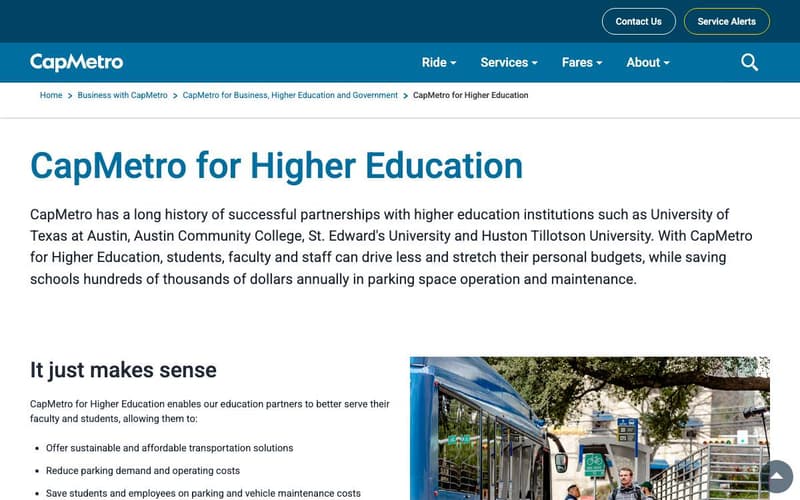 Contact Us
Service Alerts
CapMetro
Ride
Services
Fares
About
Home > Business with CapMetro > CapMetro for Business, Higher Education and Government > CapMetro for Higher Education
CapMetro for Higher Education
CapMetro has a long history of successful partnerships with higher education institutions such as University of
Texas at Austin, Austin Community College, St. Edward's University and Huston Tillotson University. With CapMetro
for Higher Education, students, faculty and staff can drive less and stretch their personal budgets, while saving
schools hundreds of thousands of dollars annually in parking space operation and maintenance.
It just makes sense
CapMetro for Higher Education enables our education partners to better serve their
faculty and students, allowing them to:
• Offer sustainable and affordable transportation solutions
• Reduce parking demand and operating costs
• Save students and employees on parking and vehicle maintenance costs